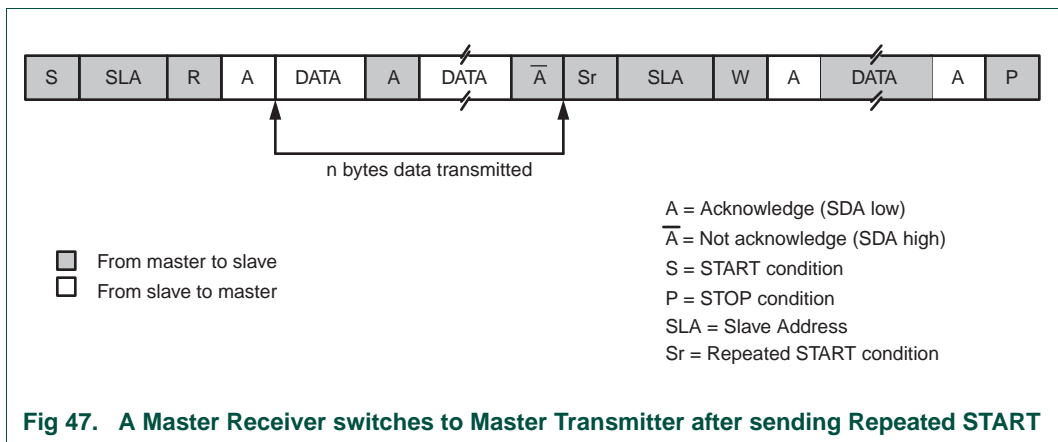 S SLA R A DATA A DATA A̅ Sr SLA W A DATA A P
n bytes data transmitted
From master to slave
From slave to master
A = Acknowledge (SDA low)
A̅ = Not acknowledge (SDA high)
S = START condition
P = STOP condition
SLA = Slave Address
Sr = Repeated START condition
Fig 47. A Master Receiver switches to Master Transmitter after sending Repeated START